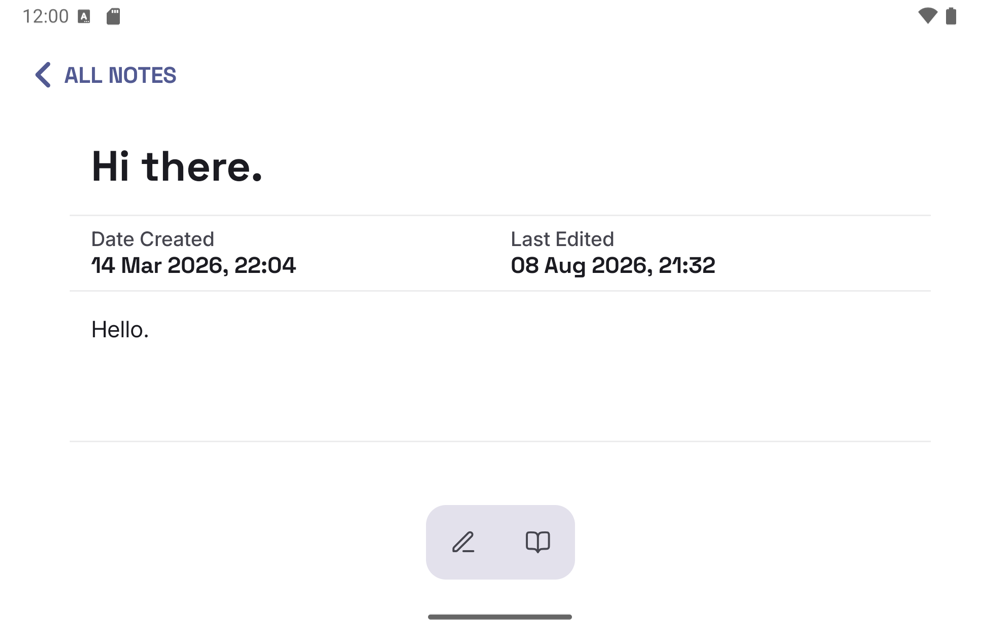 12:00
ALL NOTES
Hi there.
Date Created
14 Mar 2026, 22:04
Last Edited
08 Aug 2026, 21:32
Hello.